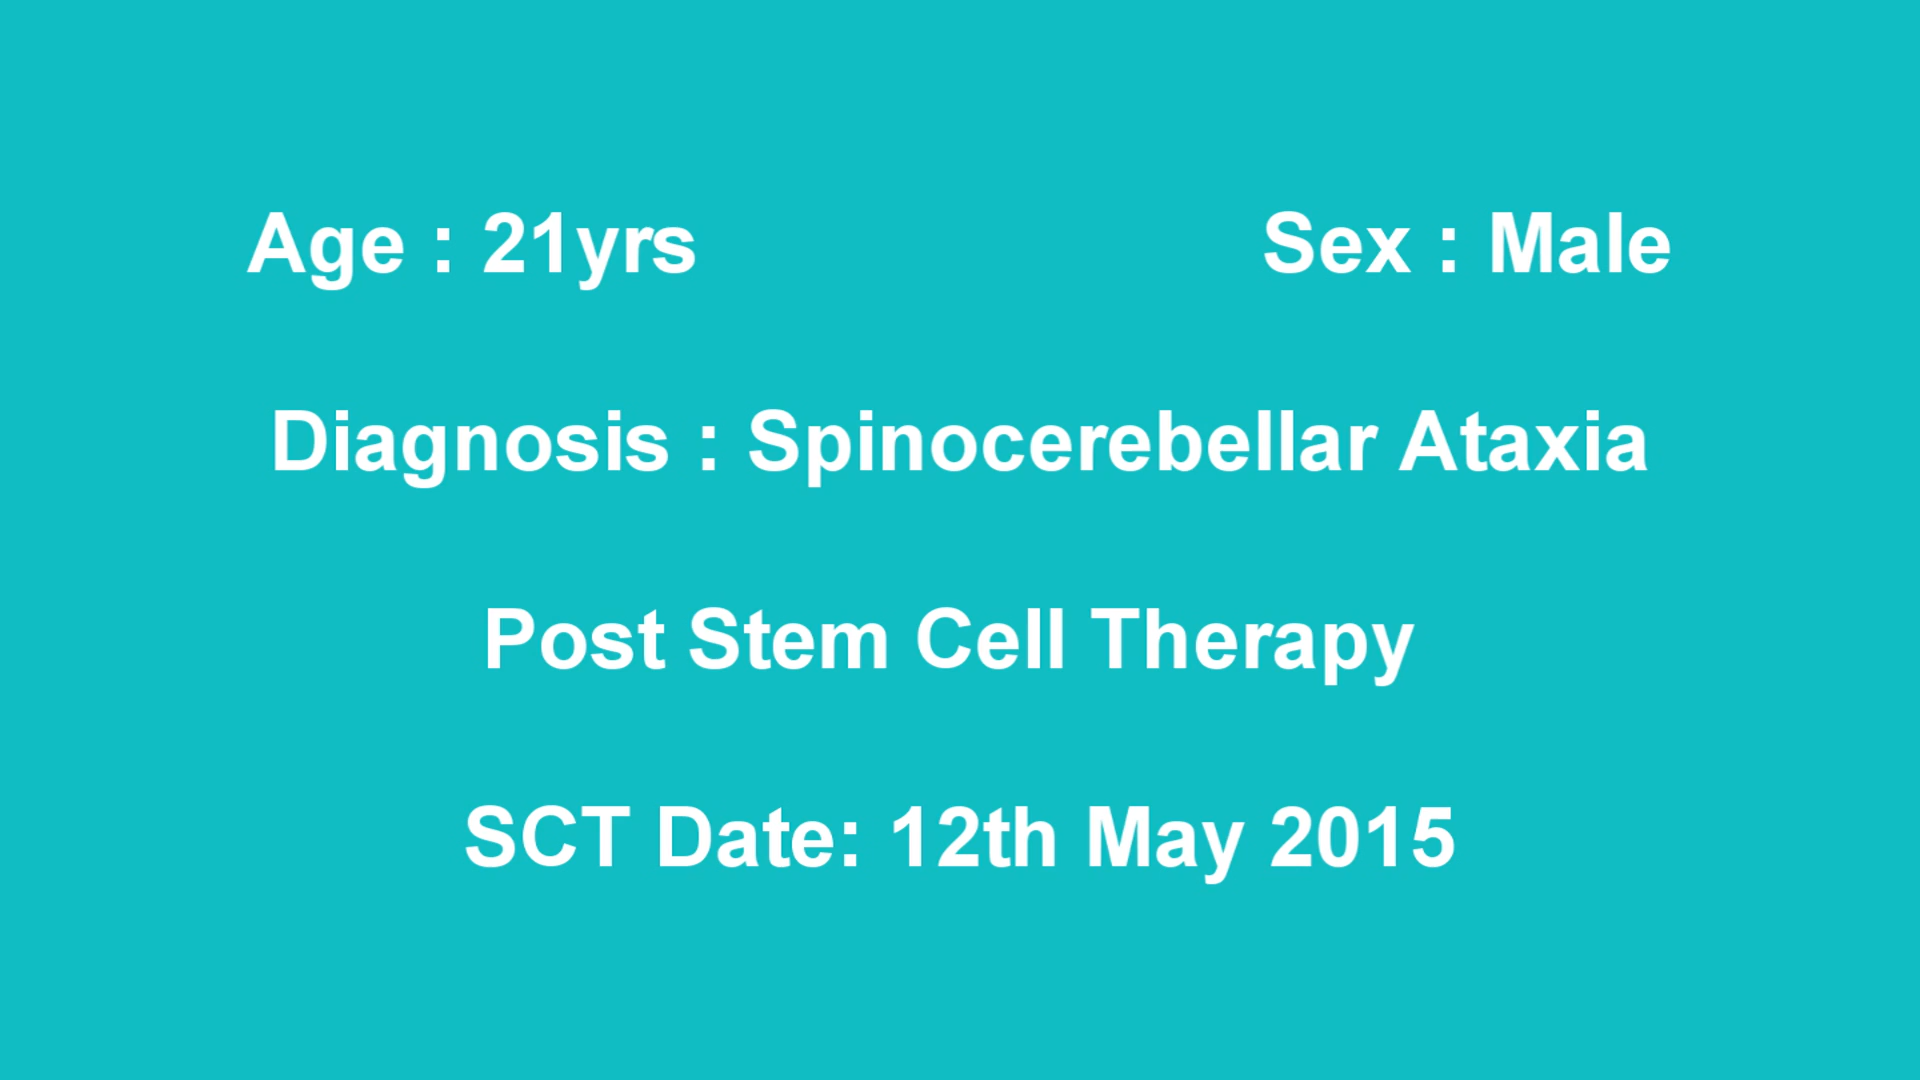 Age : 21yrs Sex : Male
Diagnosis : Spinocerebellar Ataxia
Post Stem Cell Therapy
SCT Date: 12th May 2015